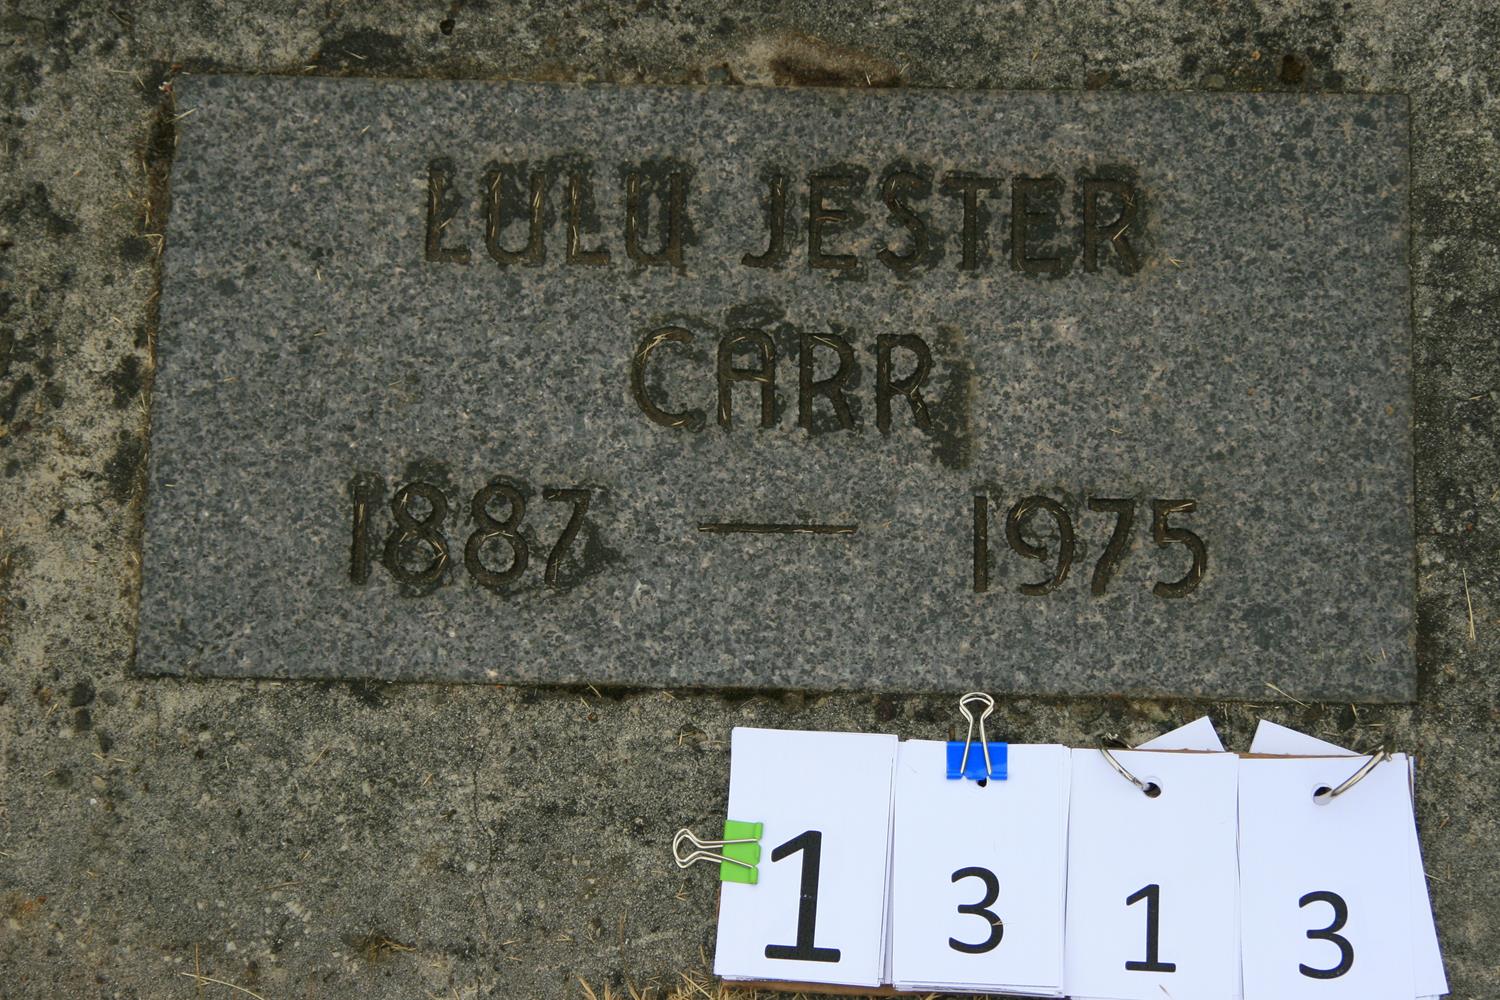 LULU JESTER
CARR
1887 — 1975
1 3 1 3